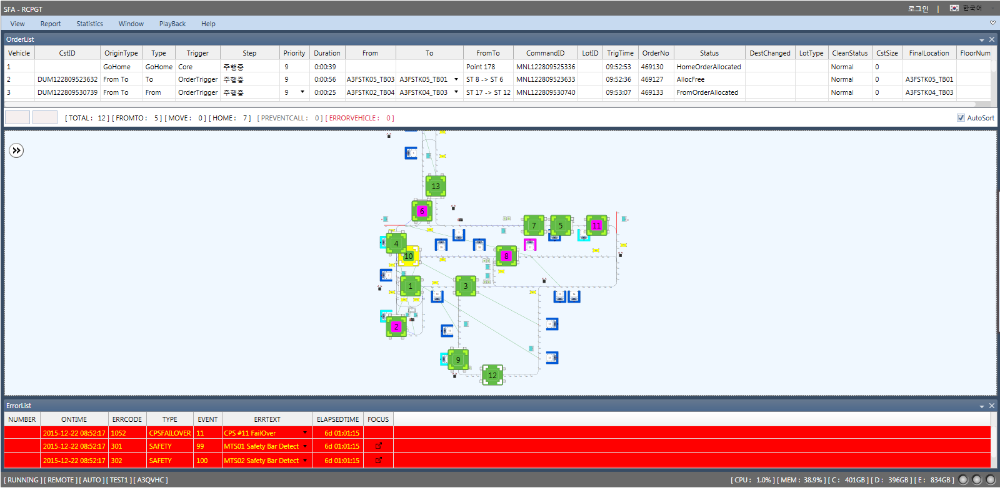 SFA - RCPGT
로그인 | 한국어
View Report Statistics Window PlayBack Help
OrderList
Vehicle CstID OriginType Type Trigger Step Priority Duration From To FromTo CommandID LotID TrigTime OrderNo Status DestChanged LotType CleanStatus CstSize FinalLocation FloorNum
1 GoHome GoHome Core 주행중 9 0:00:39 Point 178 MNL122809525336 09:52:53 469130 HomeOrderAllocated Normal 0
2 DUM122809523632 From To To OrderTrigger 주행중 9 0:00:56 A3FSTK05_TB03 A3FSTK05_TB01 ST 8 -> ST 6 MNL122809523633 09:52:36 469127 AllocFree Normal 0 A3FSTK05_TB01
3 DUM122809530739 From To From OrderTrigger 주행중 9 0:00:25 A3FSTK02_TB04 A3FSTK04_TB03 ST 17 -> ST 12 MNL122809530740 09:53:07 469133 FromOrderAllocated Normal 0 A3FSTK04_TB03
[ TOTAL : 12 ] [ FROMTO : 5 ] [ MOVE : 0 ] [ HOME : 7 ] [ PREVENTCALL : 0 ] [ ERRORVEHICLE : 0 ] AutoSort
13
6
7 5 11
4
10 8
1 3
2
9
12
ErrorList
NUMBER ONTIME ERRCODE TYPE EVENT ERRTEXT ELAPSEDTIME FOCUS
2015-12-22 08:52:17 1052 CPSFAILOVER 11 CPS #11 FailOver 6d 01:01:15
2015-12-22 08:52:17 301 SAFETY 99 MTS01 Safety Bar Detect 6d 01:01:15
2015-12-22 08:52:17 302 SAFETY 100 MTS02 Safety Bar Detect 6d 01:01:15
[ RUNNING ] [ REMOTE ] [ AUTO ] [ TEST1 ] [ A3QVHC ] [ CPU : 1.0% ] [ MEM : 38.9% ] [ C : 401GB ] [ D : 396GB ] [ E : 834GB ]